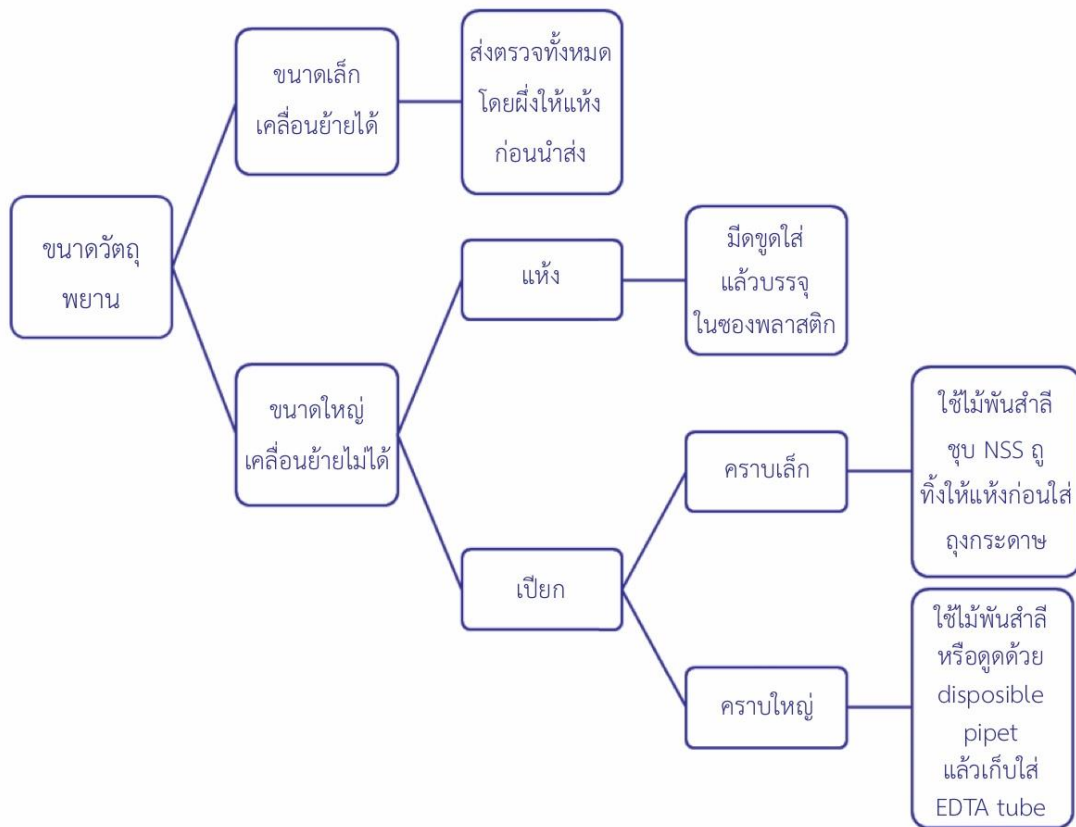 ขนาดวัตถุ
พยาน
ขนาดเล็ก
เคลื่อนย้ายได้
ส่งตรวจทั้งหมด
โดยผึ่งให้แห้ง
ก่อนนำส่ง
ขนาดใหญ่
เคลื่อนย้ายไม่ได้
แห้ง
มีดขูดใส่
แล้วบรรจุ
ในซองพลาสติก
เปียก
คราบเล็ก
ใช้ไม้พันสำลี
ชุบ NSS ถู
ทิ้งให้แห้งก่อนใส่
ถุงกระดาษ
คราบใหญ่
ใช้ไม้พันสำลี
หรือดูดด้วย
disposible
pipet
แล้วเก็บใส่
EDTA tube